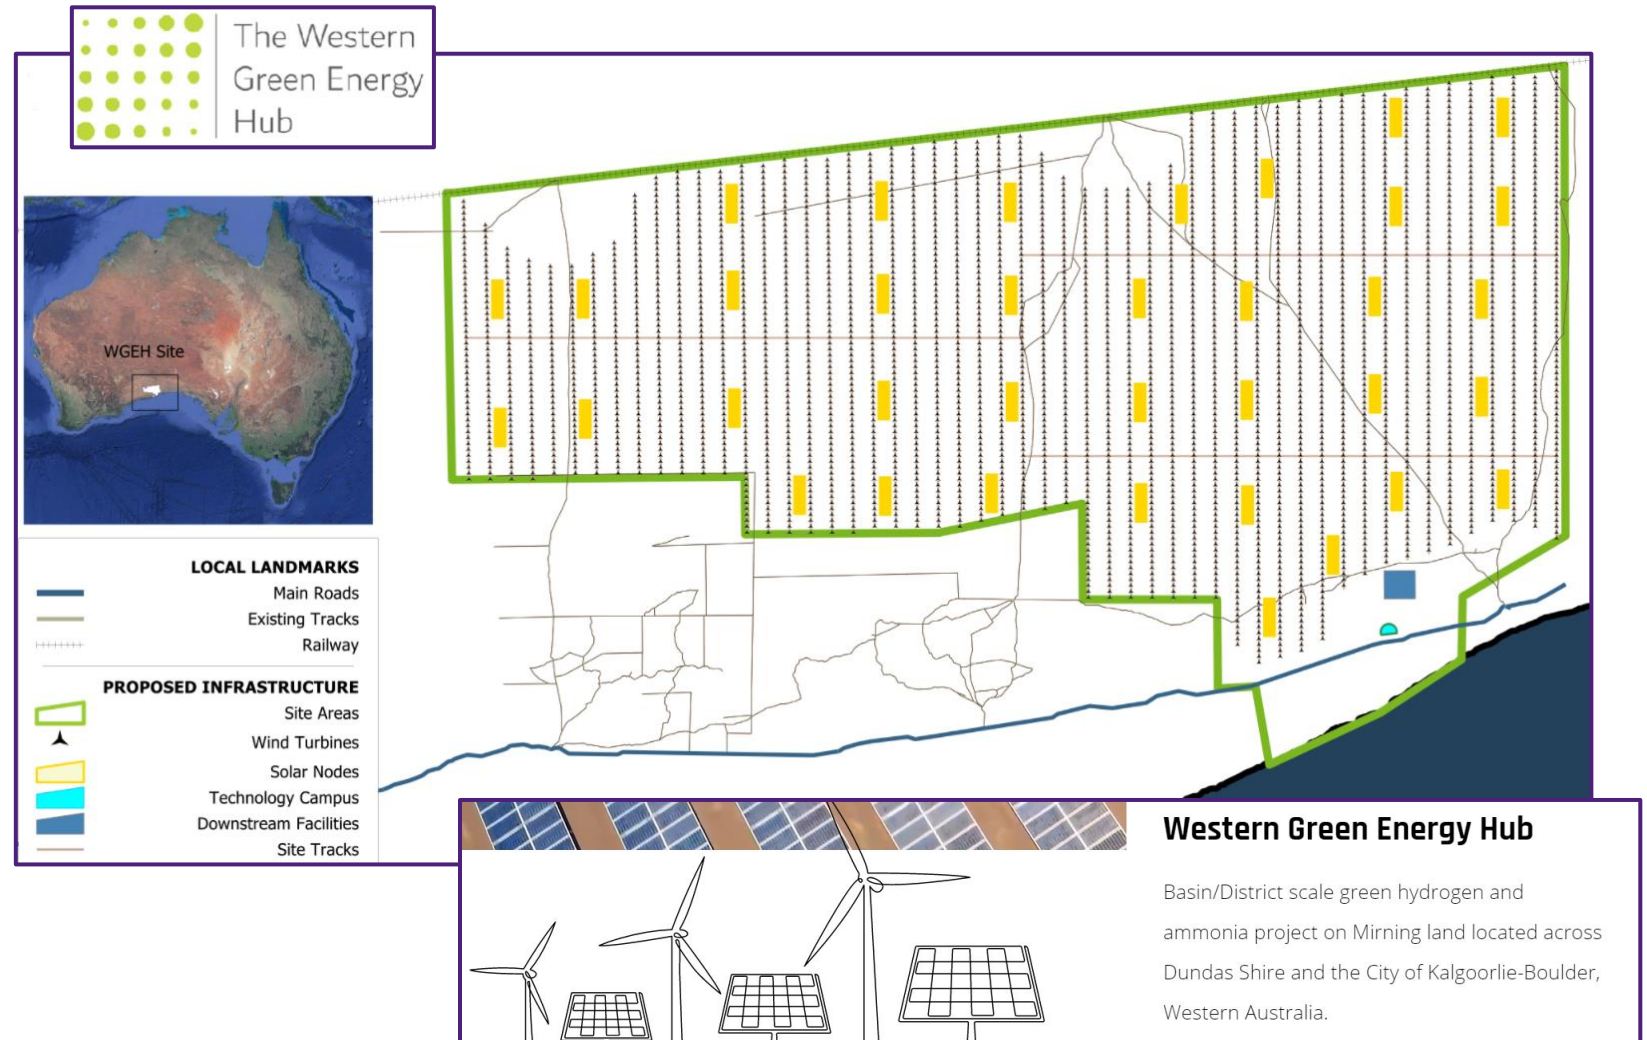 The Western
Green Energy
Hub
WGEH Site
LOCAL LANDMARKS
Main Roads
Existing Tracks
Railway
PROPOSED INFRASTRUCTURE
Site Areas
Wind Turbines
Solar Nodes
Technology Campus
Downstream Facilities
Site Tracks
Western Green Energy Hub
Basin/District scale green hydrogen and
ammonia project on Mirning land located across
Dundas Shire and the City of Kalgoorlie-Boulder,
Western Australia.